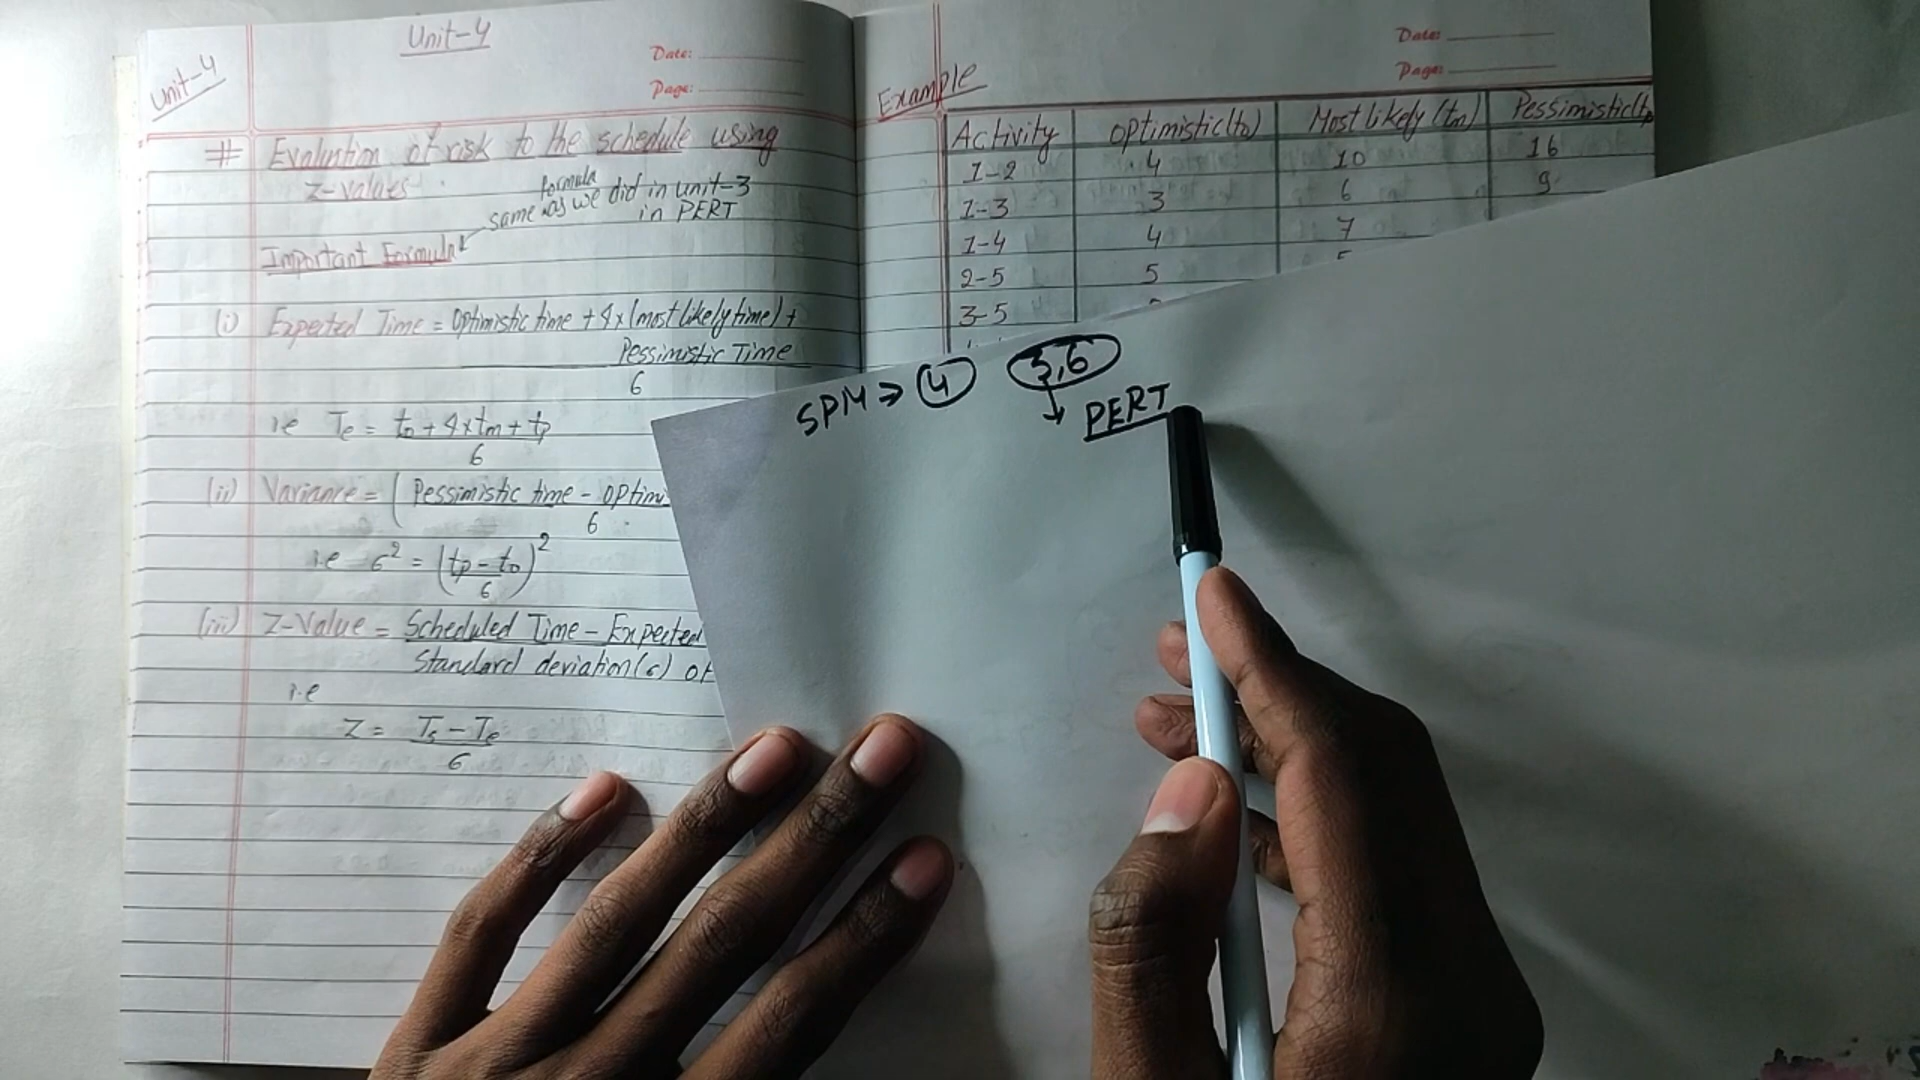 Unit-4
Unit-4
Date:
Page:
# Evaluation of risk to the schedule using
Z-values
formula
same as we did in unit-3
in PERT
Important Formula
(i) Expected Time = Optimistic time + 4x(most likely time) +
Pessimistic Time
6
i.e Te = to + 4xtm + tp
6
(ii) Variance = ( Pessimistic time - optim
6
i.e σ² = (tp - to)²
6
(iii) Z-Value = Scheduled Time - Expected
Standard deviation(σ) of
i.e
Z = Ts - Te
σ
Date:
Page:
Example
Activity optimistic(to) Most likely (tm) Pessimistic(tp
1-2 4 10 16
1-3 3 6 9
1-4 4 7
2-5 5
3-5
SPM => 4 3,6
PERT